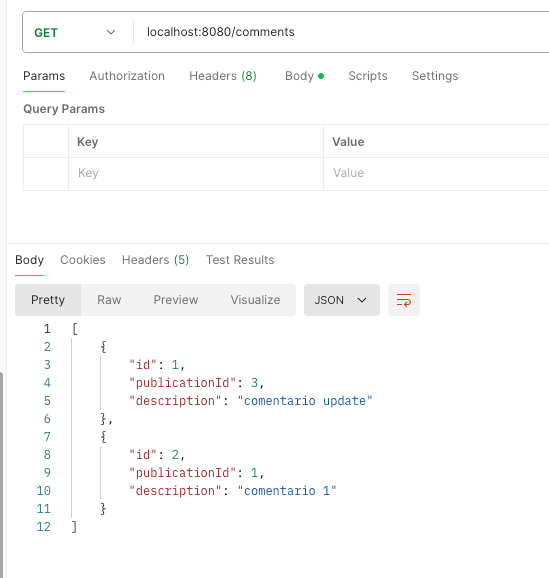 GET localhost:8080/comments
Params Authorization Headers (8) Body Scripts Settings
Query Params
Key Value
Key Value
Body Cookies Headers (5) Test Results
Pretty Raw Preview Visualize JSON
1 [
2 {
3 "id": 1,
4 "publicationId": 3,
5 "description": "comentario update"
6 },
7 {
8 "id": 2,
9 "publicationId": 1,
10 "description": "comentario 1"
11 }
12 ]